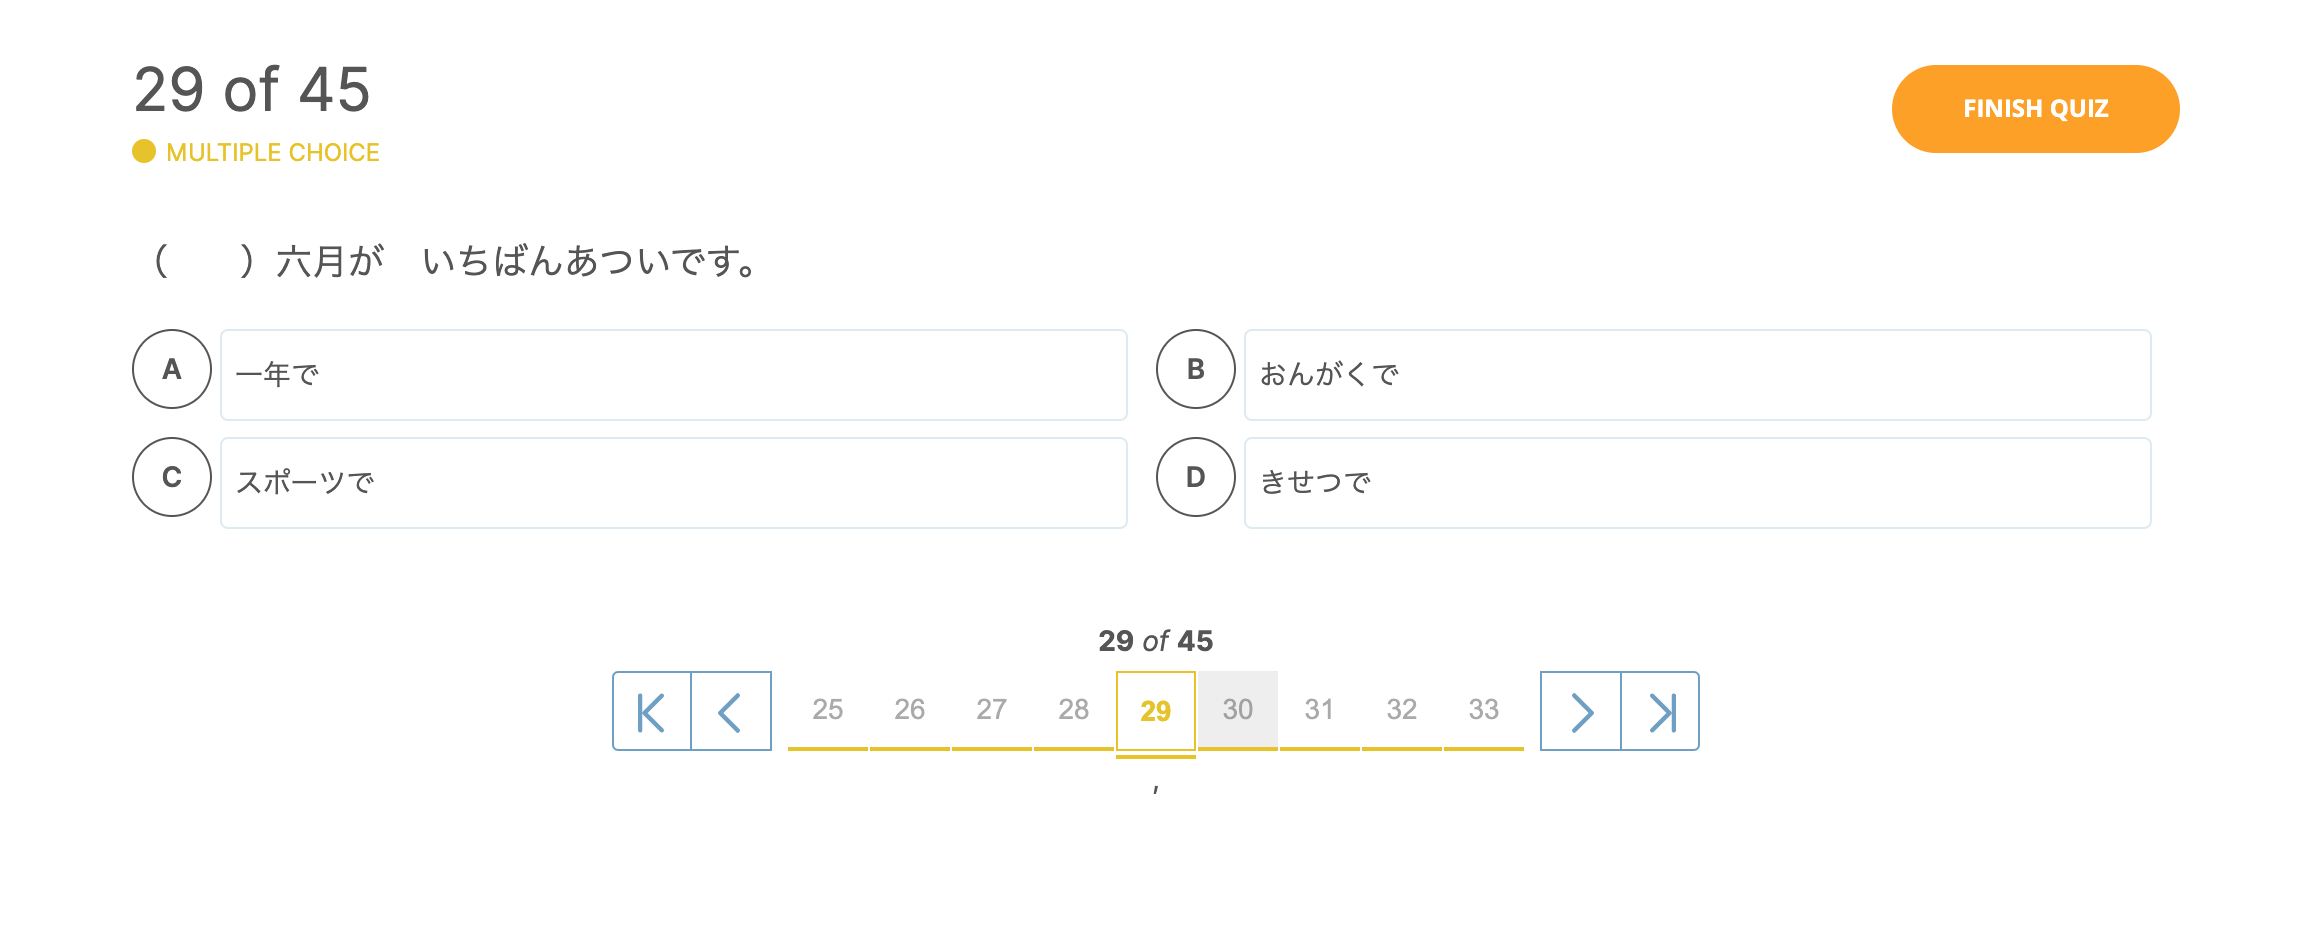 29 of 45
FINISH QUIZ
MULTIPLE CHOICE
（　　）六月が　いちばんあついです。
A 一年で
B おんがくで
C スポーツで
D きせつで
29 of 45
25 26 27 28 29 30 31 32 33
,